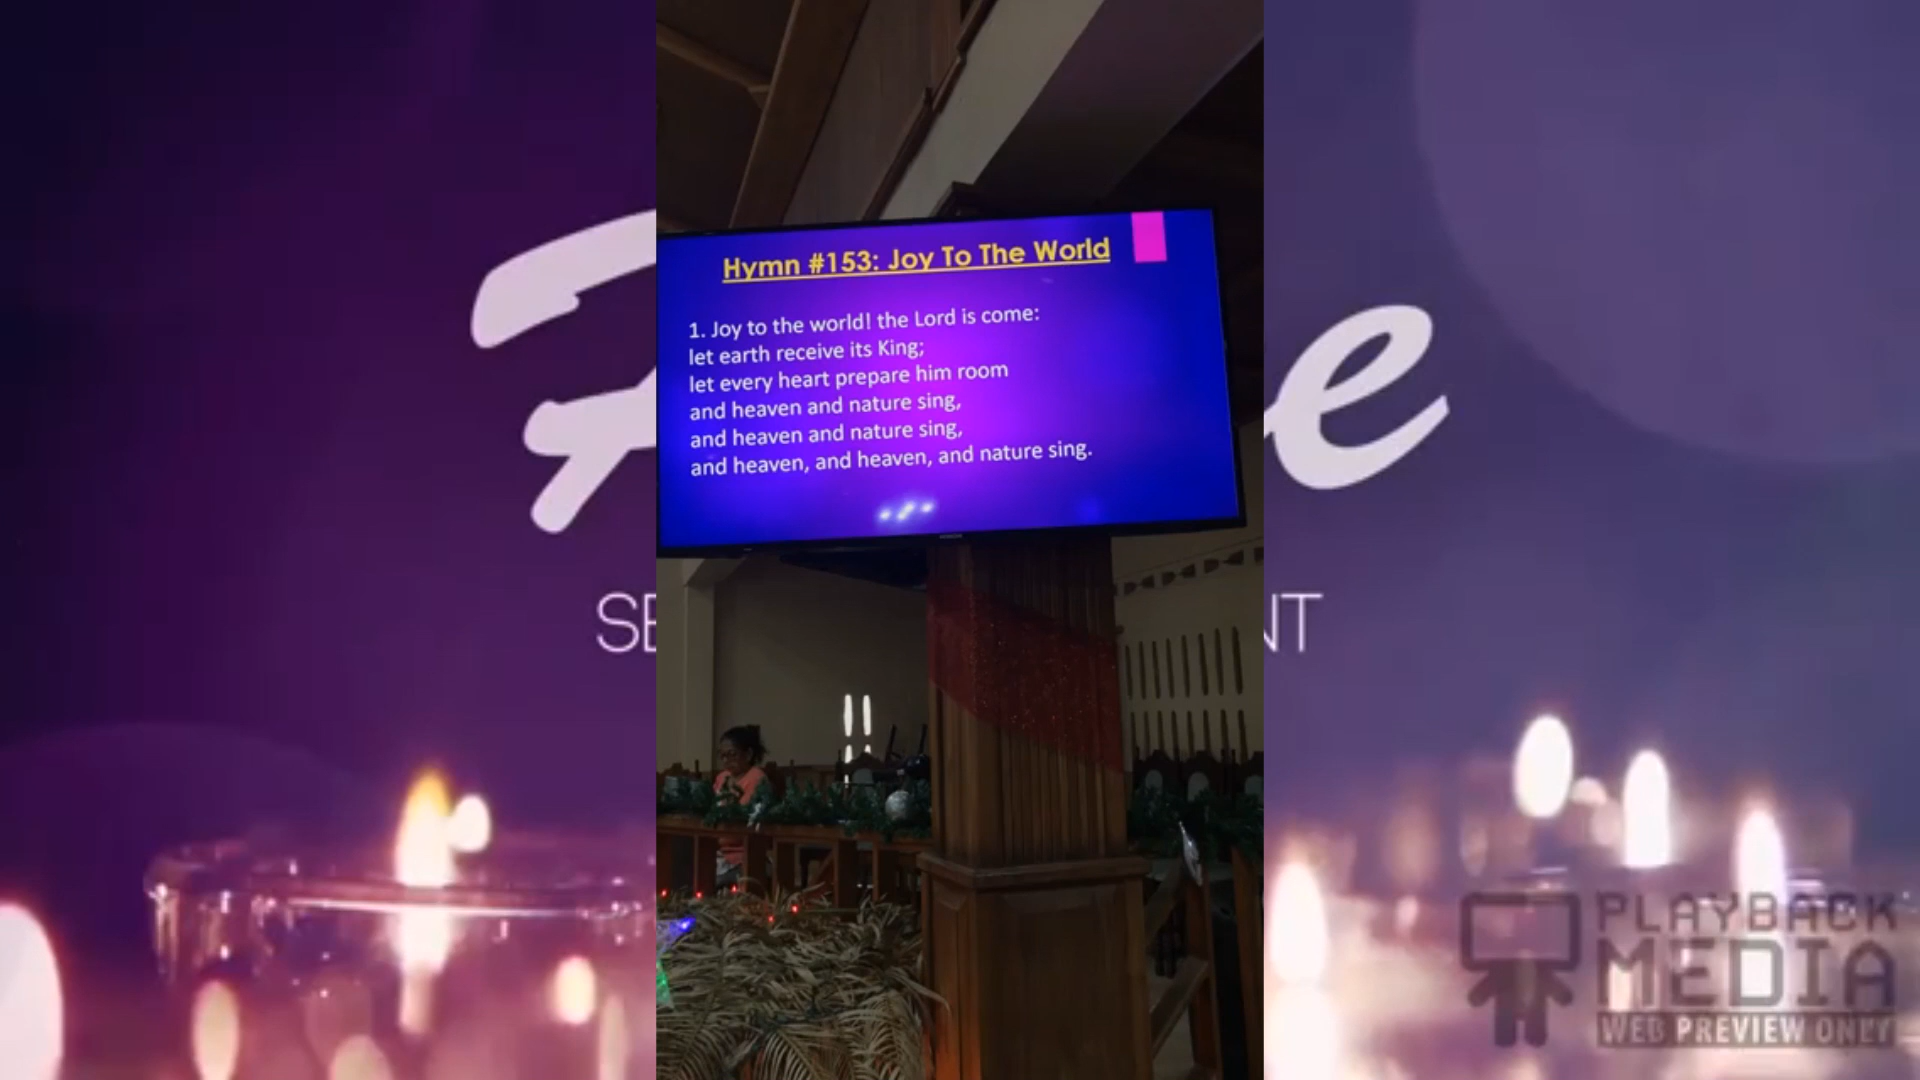 Hymn #153: Joy To The World
1. Joy to the world! the Lord is come:
let earth receive its King;
let every heart prepare him room
and heaven and nature sing,
and heaven and nature sing,
and heaven, and heaven, and nature sing.
e
SE
NT
PLAYBACK
MEDIA
WEB PREVIEW ONLY